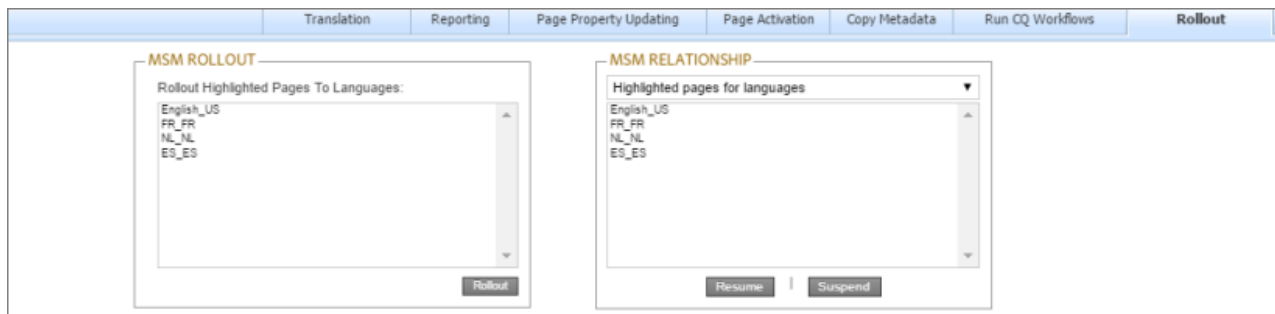 Translation Reporting Page Property Updating Page Activation Copy Metadata Run CQ Workflows Rollout
MSM ROLLOUT
Rollout Highlighted Pages To Languages:
English_US
FR_FR
NL_NL
ES_ES
Rollout
MSM RELATIONSHIP
Highlighted pages for languages
English_US
FR_FR
NL_NL
ES_ES
Resume | Suspend